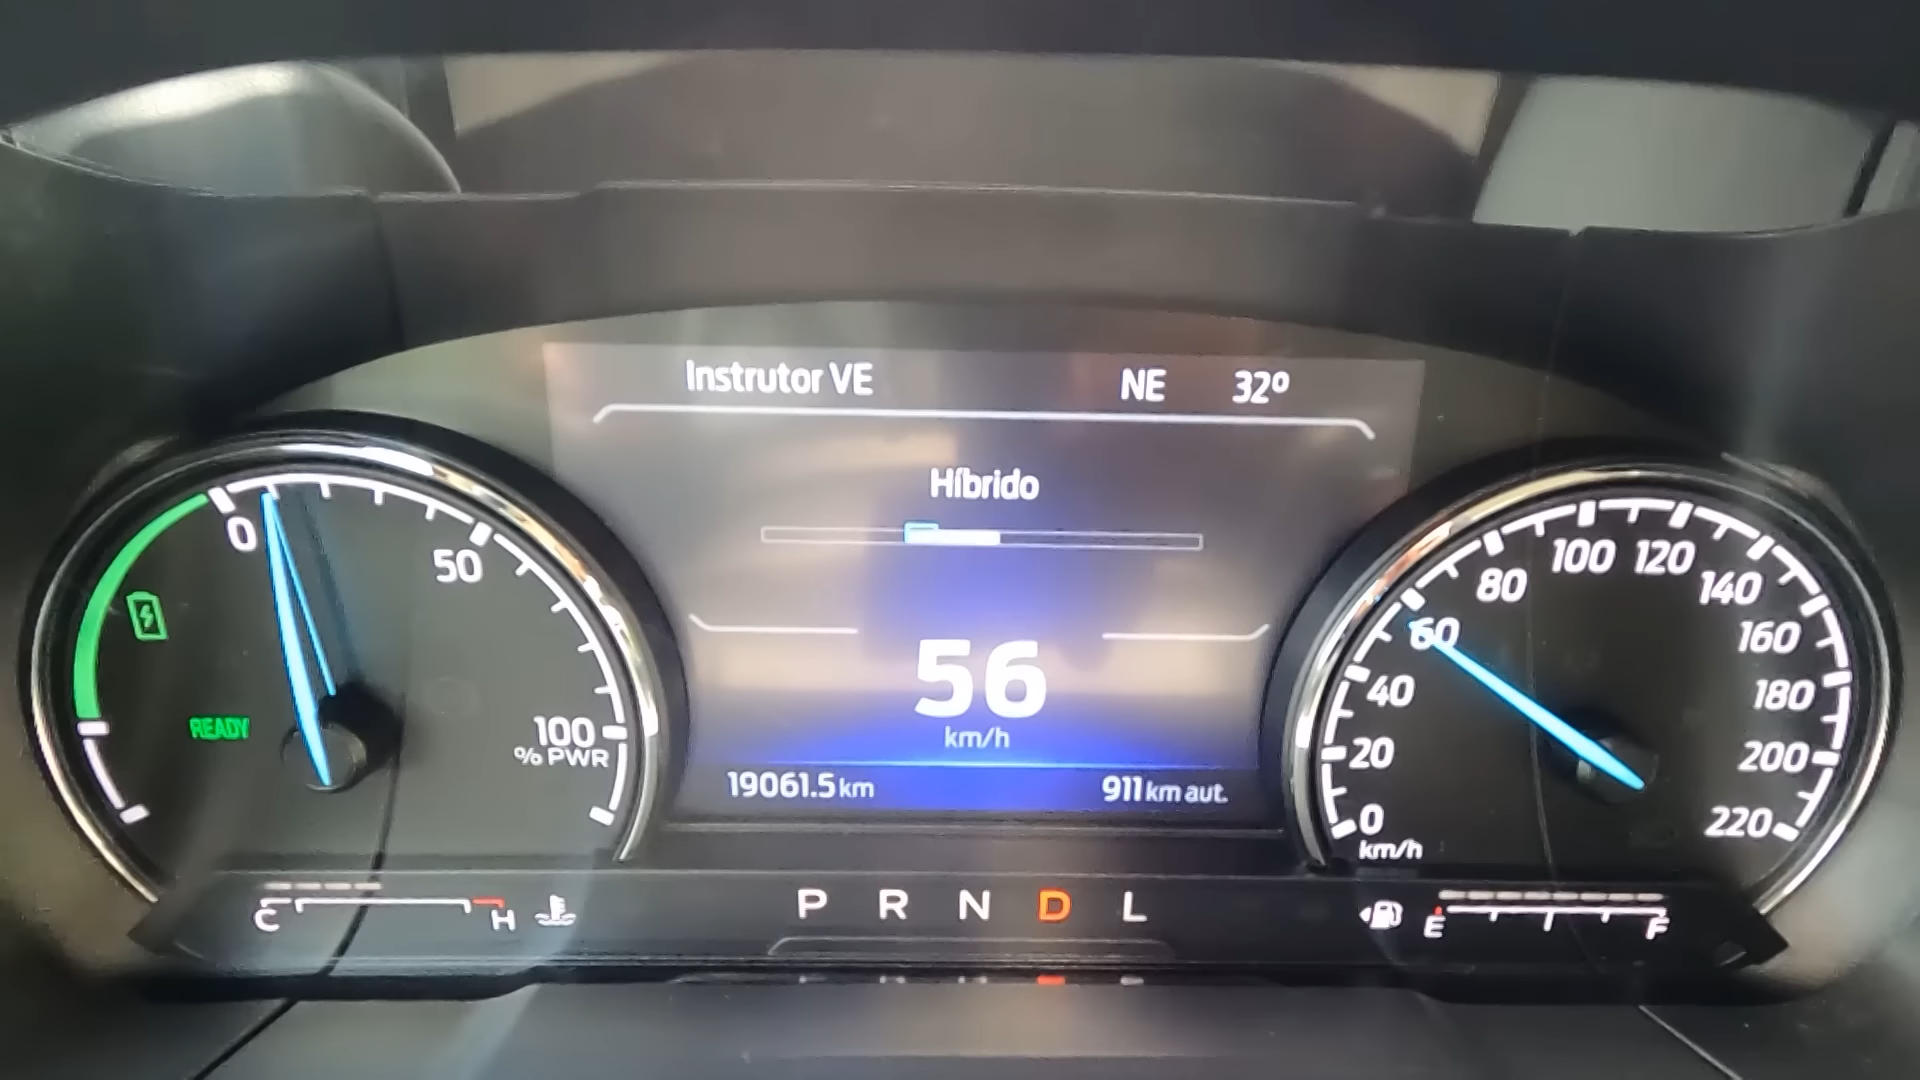 Instrutor VE NE 32º
Híbrido
0 50 100
% PWR
READY
56
km/h
19061.5 km 911 km aut.
0 20 40 60 80 100 120 140 160 180 200 220
km/h
C H
P R N D L
E F